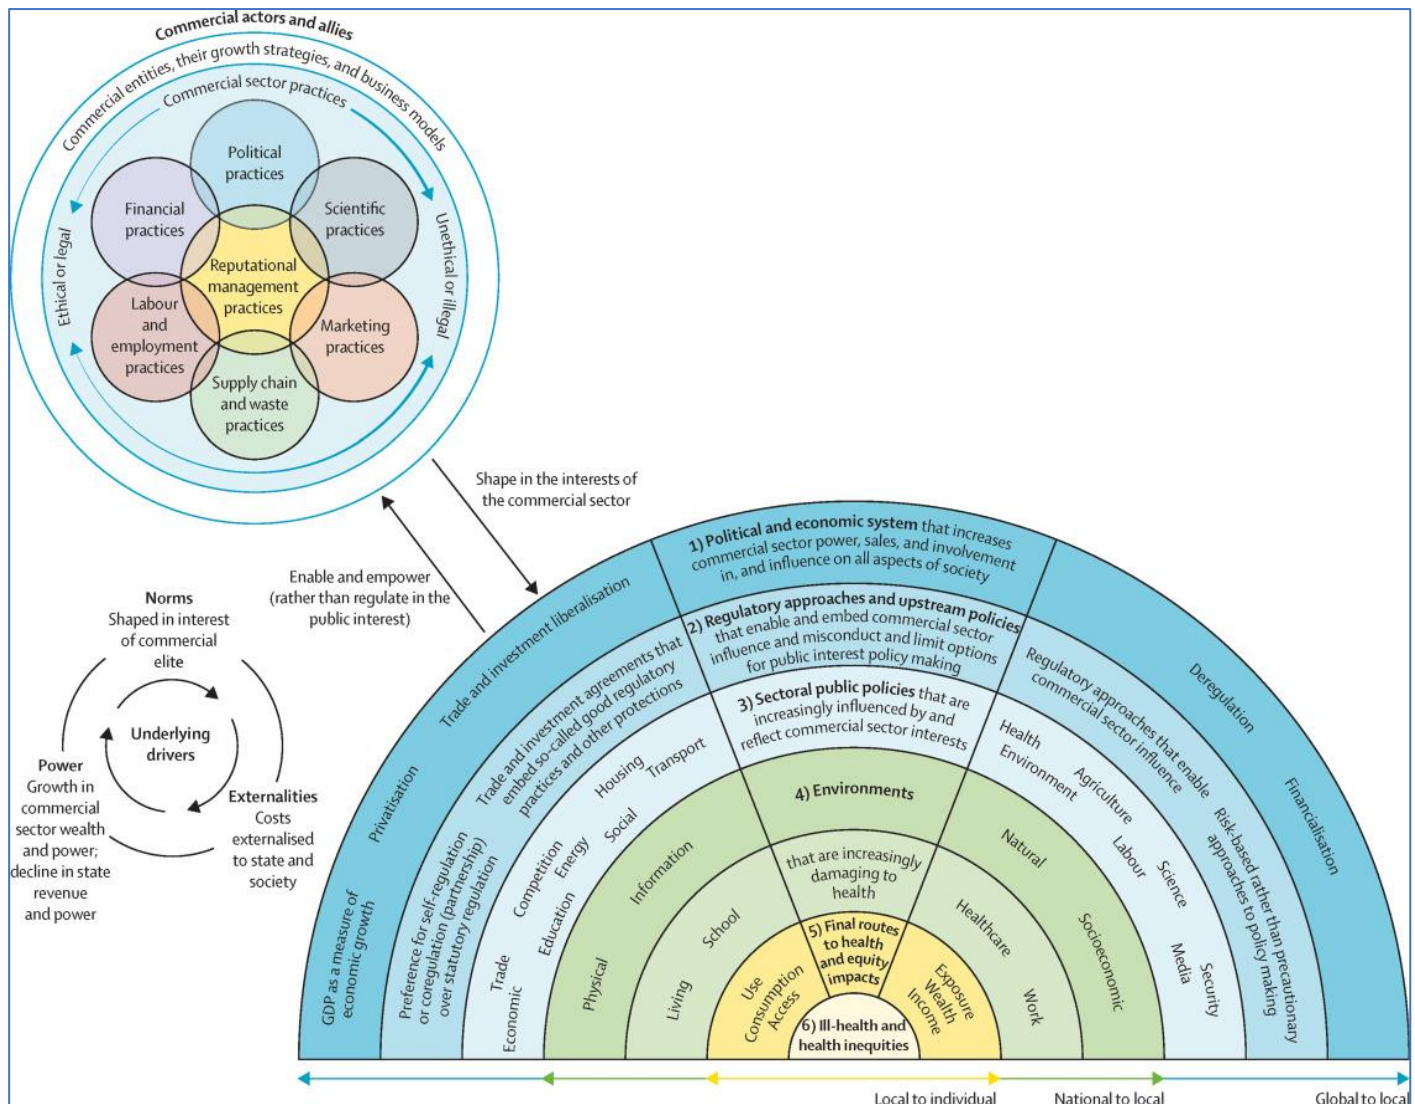 Commercial actors and allies
Commercial entities, their growth strategies, and business models
Commercial sector practices
Ethical or legal
Unethical or illegal
Political
practices
Financial
practices
Scientific
practices
Reputational
management
practices
Labour
and
employment
practices
Marketing
practices
Supply chain
and waste
practices
Shape in the interests of
the commercial sector
Enable and empower
(rather than regulate in the
public interest)
Norms
Shaped in interest
of commercial
elite
Underlying
drivers
Power
Growth in
commercial
sector wealth
and power;
decline in state
revenue
and power
Externalities
Costs
externalised
to state and
society
1) Political and economic system that increases
commercial sector power, sales, and involvement
in, and influence on all aspects of society
GDP as a measure of
economic growth
Privatisation
Trade and investment liberalisation
Deregulation
Financialisation
2) Regulatory approaches and upstream policies
that enable and embed commercial sector
influence and misconduct and limit options
for public interest policy making
Preference for self-regulation
or coregulation (partnership)
over statutory regulation
Trade and investment agreements that
embed so-called good regulatory
practices and other protections
Regulatory approaches that enable
commercial sector influence
Risk-based rather than precautionary
approaches to policy making
3) Sectoral public policies that are
increasingly influenced by and
reflect commercial sector interests
Economic
Trade
Education
Competition
Energy
Social
Housing
Transport
Health
Environment
Agriculture
Labour
Science
Media
Security
4) Environments
Physical
Information
Natural
Socioeconomic
that are increasingly
damaging to
health
Living
School
Healthcare
Work
5) Final routes
to health
and equity
impacts
Use
Consumption
Access
Exposure
Wealth
Income
6) Ill-health and
health inequities
Local to individual
National to local
Global to local